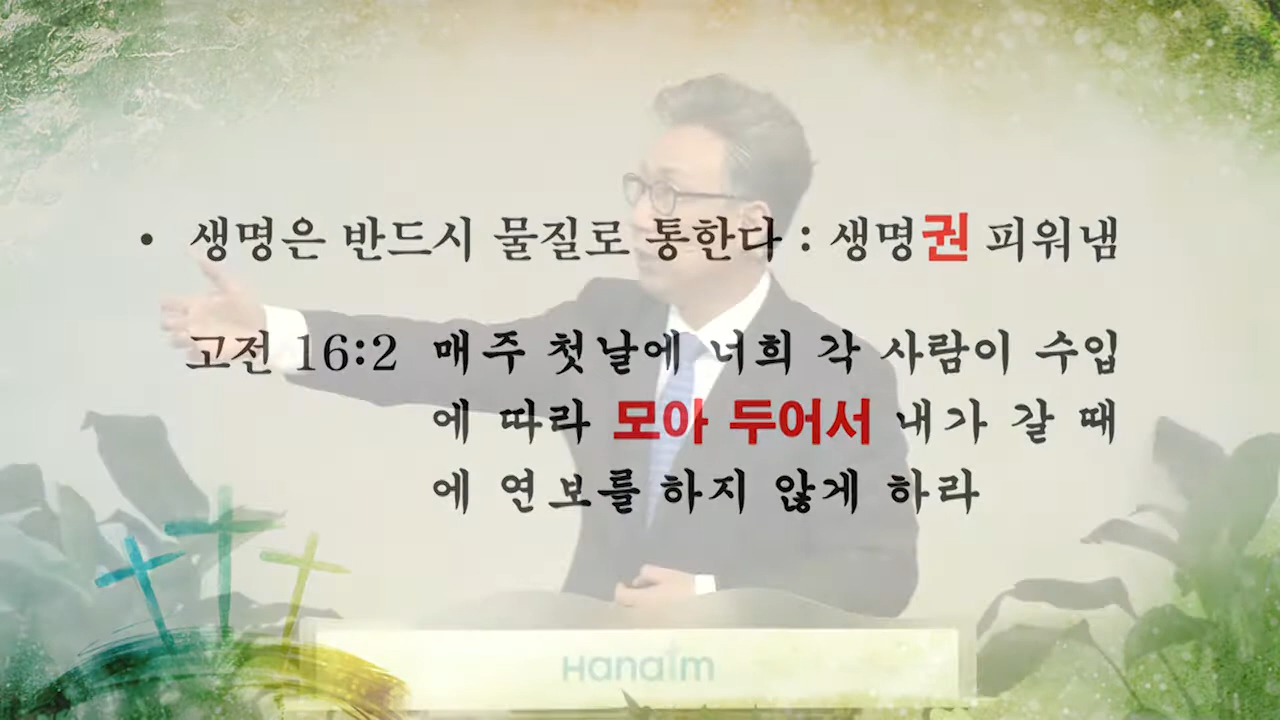 • 생명은 반드시 물질로 통한다 : 생명권 피워냄
고전 16:2 매주 첫날에 너희 각 사람이 수입
에 따라 모아 두어서 내가 갈 때
에 연보를 하지 않게 하라
Hanaim